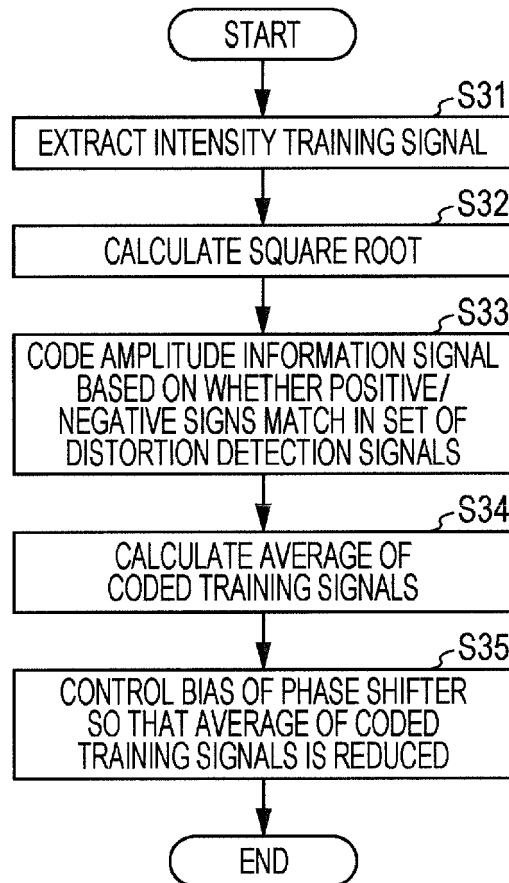 START
S31
EXTRACT INTENSITY TRAINING SIGNAL
S32
CALCULATE SQUARE ROOT
S33
CODE AMPLITUDE INFORMATION SIGNAL
BASED ON WHETHER POSITIVE/
NEGATIVE SIGNS MATCH IN SET OF
DISTORTION DETECTION SIGNALS
S34
CALCULATE AVERAGE OF
CODED TRAINING SIGNALS
S35
CONTROL BIAS OF PHASE SHIFTER
SO THAT AVERAGE OF CODED
TRAINING SIGNALS IS REDUCED
END